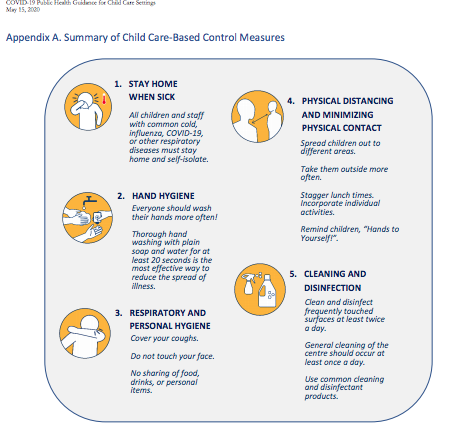 COVID-19 Public Health Guidance for Child Care Settings
May 15, 2020
Appendix A. Summary of Child Care-Based Control Measures
1. STAY HOME
WHEN SICK
All children and staff
with common cold,
influenza, COVID-19,
or other respiratory
diseases must stay
home and self-isolate.
2. HAND HYGIENE
Everyone should wash
their hands more often!
Thorough hand
washing with plain
soap and water for at
least 20 seconds is the
most effective way to
reduce the spread of
illness.
3. RESPIRATORY AND
PERSONAL HYGIENE
Cover your coughs.
Do not touch your face.
No sharing of food,
drinks, or personal
items.
4. PHYSICAL DISTANCING
AND MINIMIZING
PHYSICAL CONTACT
Spread children out to
different areas.
Take them outside more
often.
Stagger lunch times.
Incorporate individual
activities.
Remind children, "Hands to
Yourself!".
5. CLEANING AND
DISINFECTION
Clean and disinfect
frequently touched
surfaces at least twice
a day.
General cleaning of the
centre should occur at
least once a day.
Use common cleaning
and disinfectant
products.